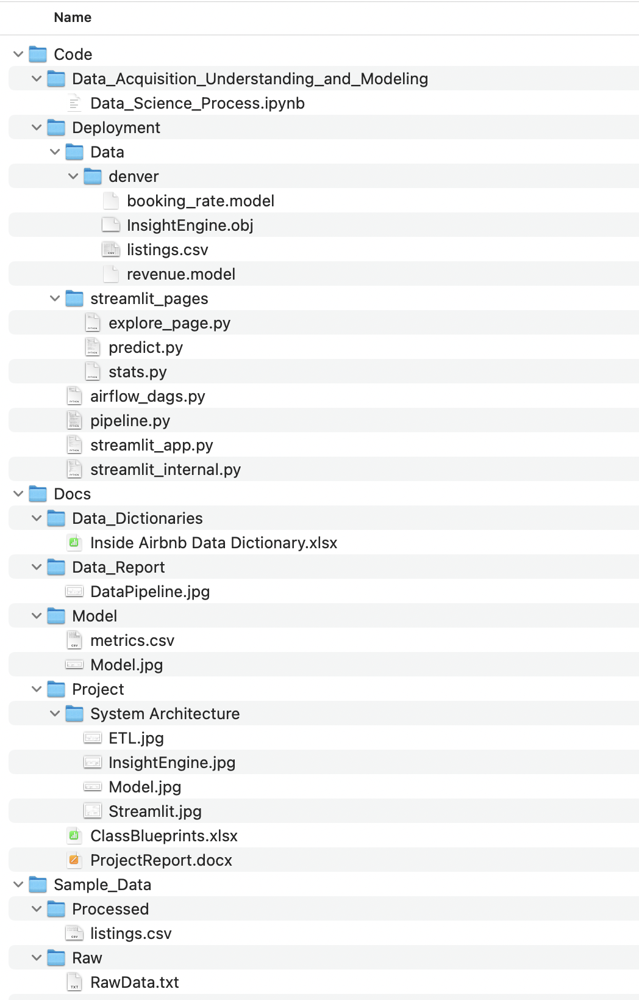 Name
Code
Data_Acquisition_Understanding_and_Modeling
Data_Science_Process.ipynb
Deployment
Data
denver
booking_rate.model
InsightEngine.obj
listings.csv
revenue.model
streamlit_pages
explore_page.py
predict.py
stats.py
airflow_dags.py
pipeline.py
streamlit_app.py
streamlit_internal.py
Docs
Data_Dictionaries
Inside Airbnb Data Dictionary.xlsx
Data_Report
DataPipeline.jpg
Model
metrics.csv
Model.jpg
Project
System Architecture
ETL.jpg
InsightEngine.jpg
Model.jpg
Streamlit.jpg
ClassBlueprints.xlsx
ProjectReport.docx
Sample_Data
Processed
listings.csv
Raw
RawData.txt